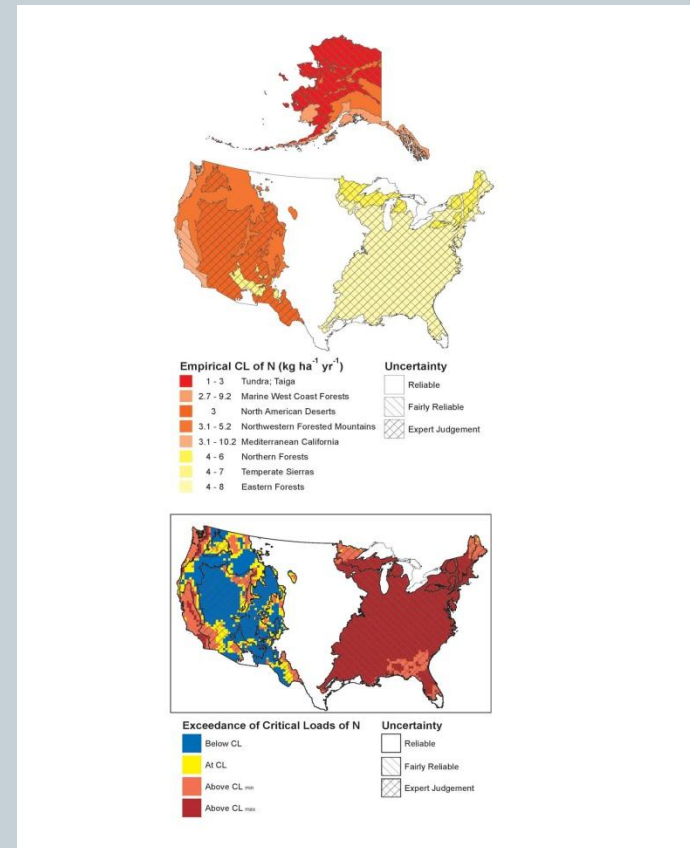 Empirical CL of N (kg ha⁻¹ yr⁻¹)
1 - 3 Tundra; Taiga
2.7 - 9.2 Marine West Coast Forests
3 North American Deserts
3.1 - 5.2 Northwestern Forested Mountains
3.1 - 10.2 Mediterranean California
4 - 6 Northern Forests
4 - 7 Temperate Sierras
4 - 8 Eastern Forests
Uncertainty
Reliable
Fairly Reliable
Expert Judgement
Exceedance of Critical Loads of N
Below CL
At CL
Above CL min
Above CL max
Uncertainty
Reliable
Fairly Reliable
Expert Judgement